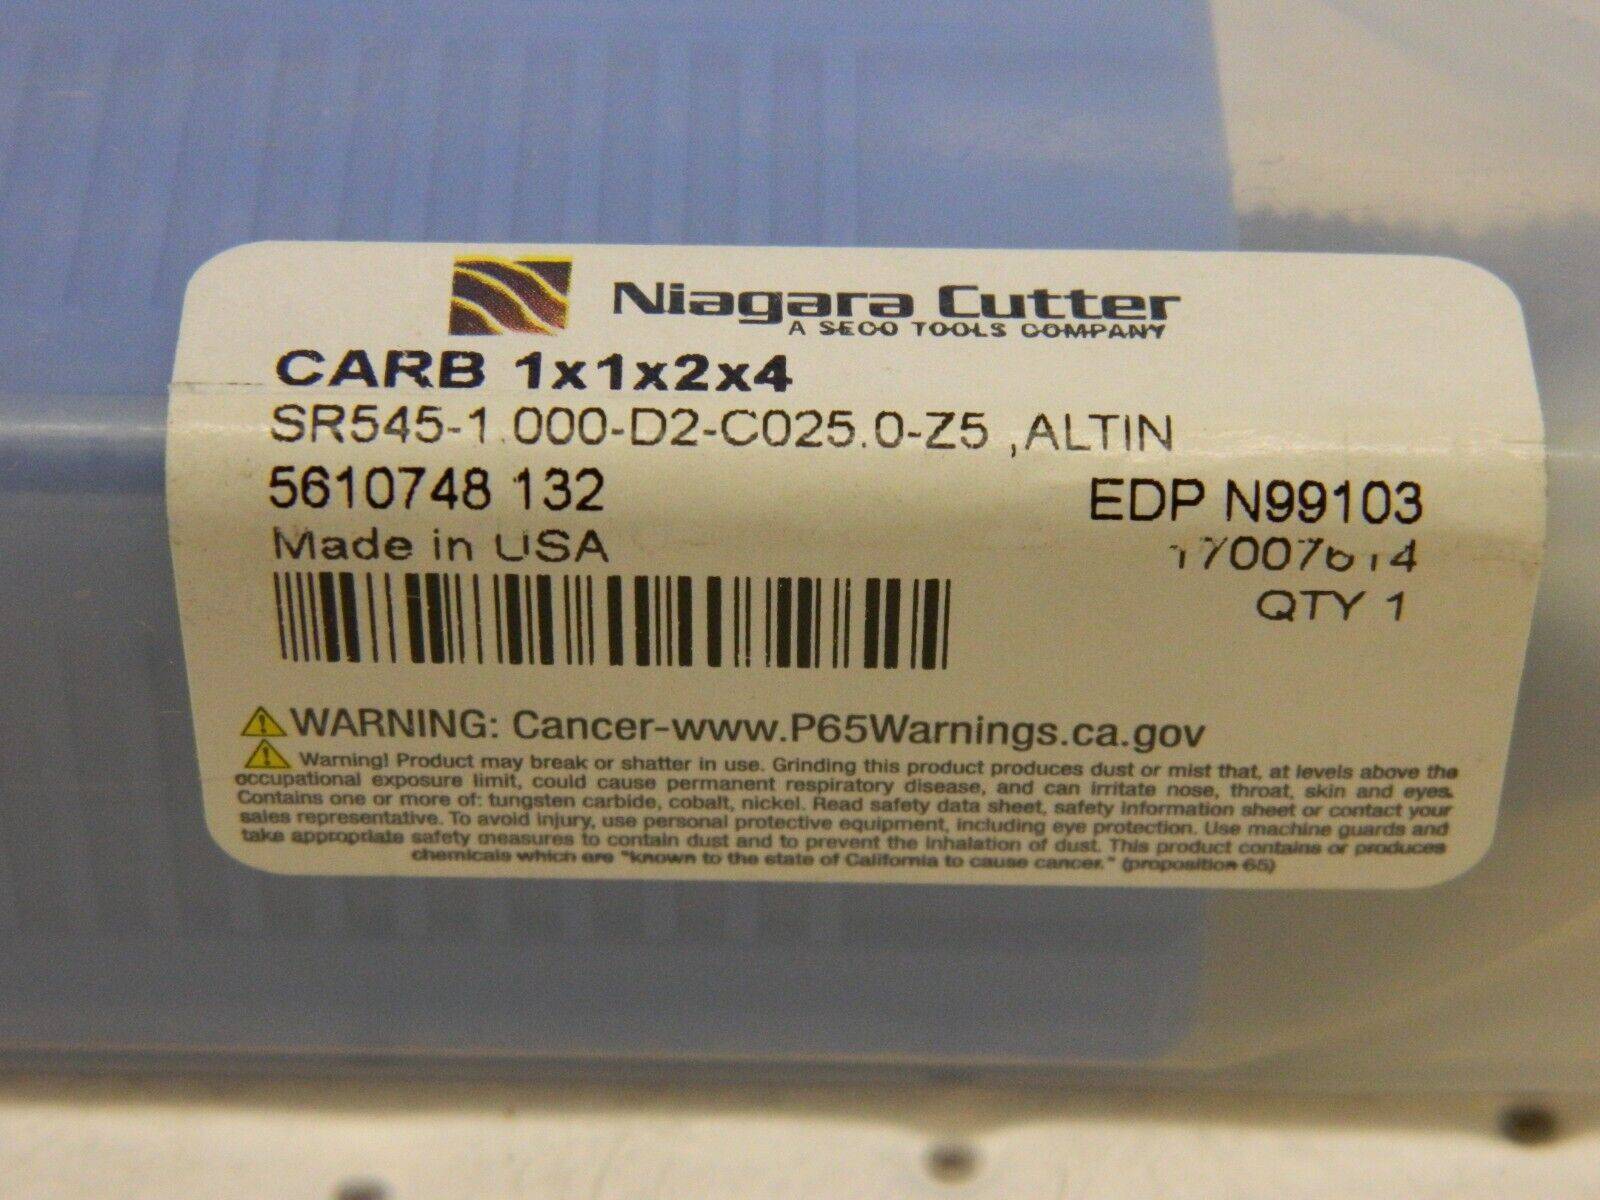 Niagara Cutter
A SECO TOOLS COMPANY
CARB 1x1x2x4
SR545-1.000-D2-C025.0-Z5 ,ALTIN
5610748 132
EDP N99103
Made in USA
17007614
QTY 1
WARNING: Cancer-www.P65Warnings.ca.gov
Warning! Product may break or shatter in use. Grinding this product produces dust or mist that, at levels above the
occupational exposure limit, could cause permanent respiratory disease, and can irritate nose, throat, skin and eyes.
Contains one or more of: tungsten carbide, cobalt, nickel. Read safety data sheet, safety information sheet or contact your
sales representative. To avoid injury, use personal protective equipment, including eye protection. Use machine guards and
take appropriate safety measures to contain dust and to prevent the inhalation of dust. This product contains or produces
chemicals which are "known to the state of California to cause cancer." (proposition 65)